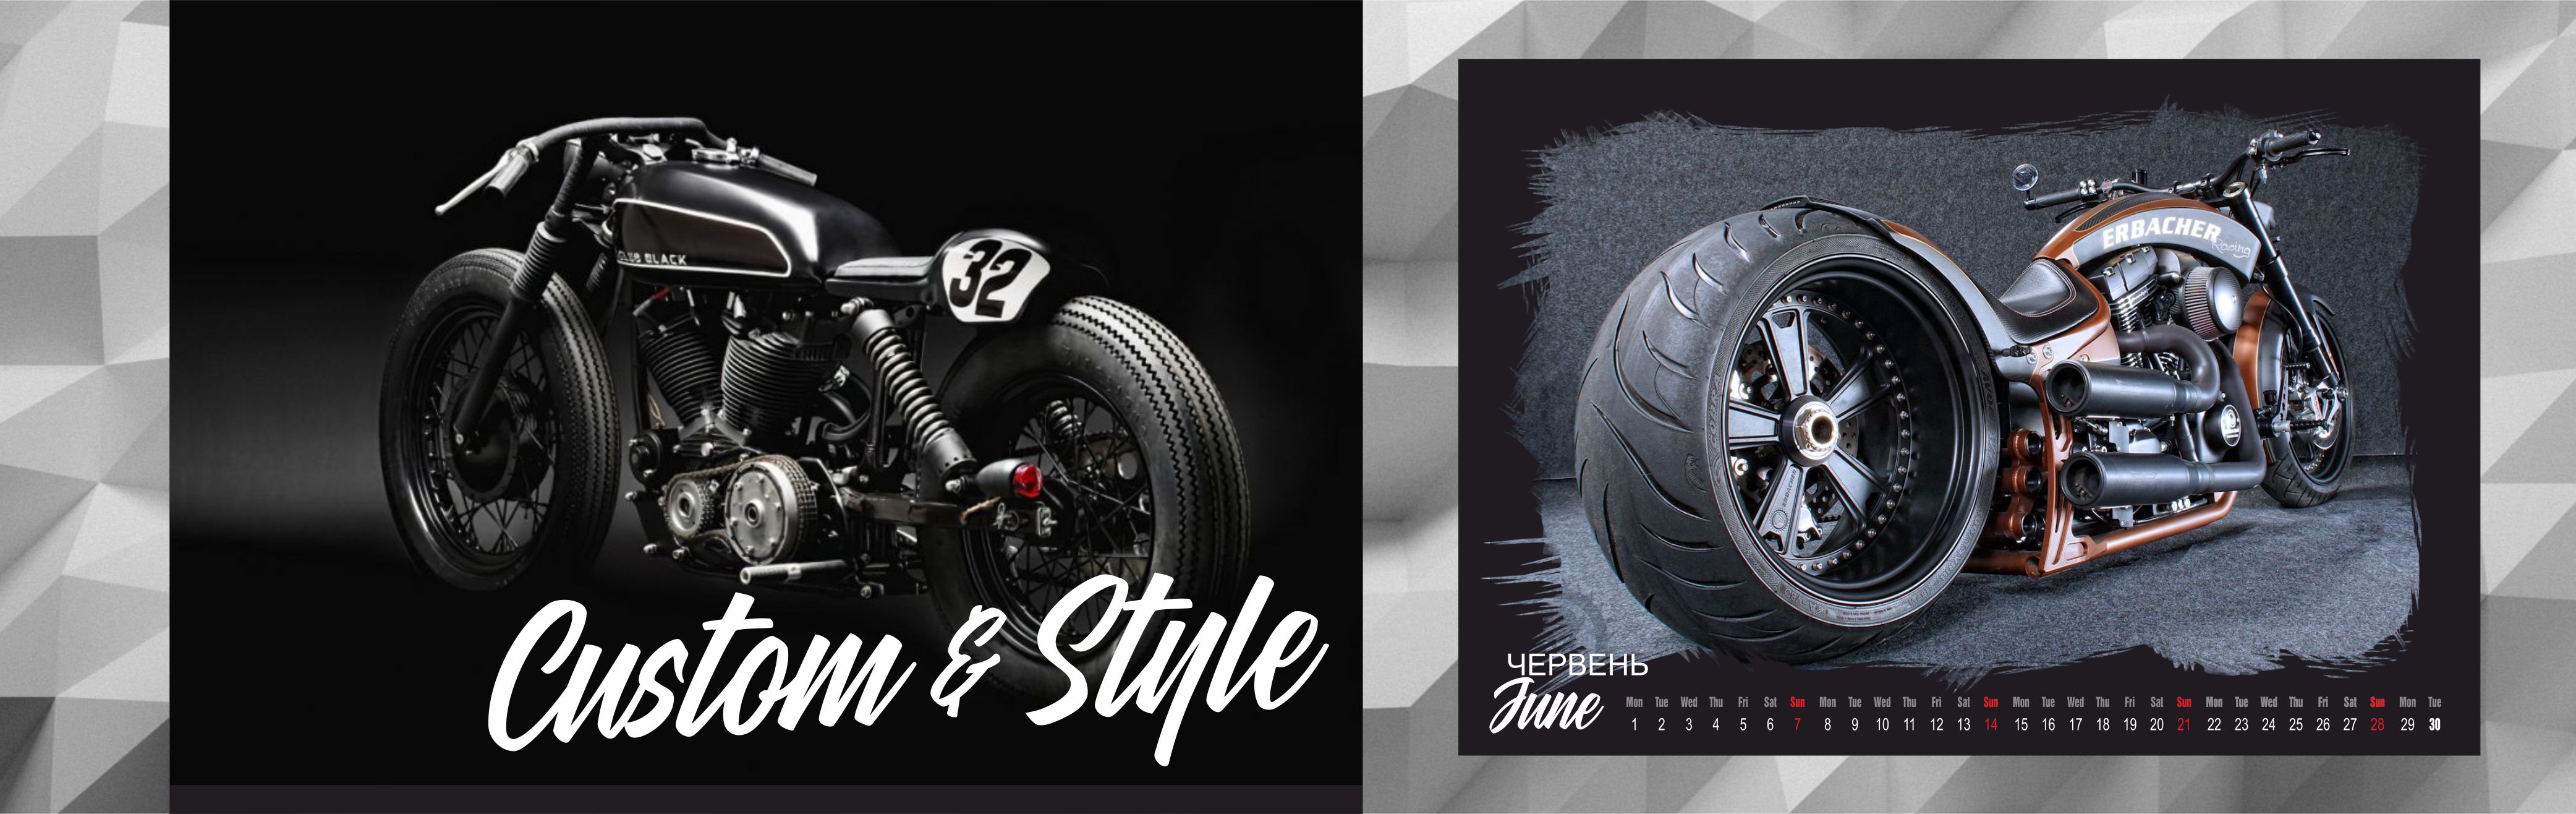 CLUB BLACK
32
Custom & Style
ERBACHER
Racing
ЧЕРВЕНЬ
June
Mon Tue Wed Thu Fri Sat Sun Mon Tue Wed Thu Fri Sat Sun Mon Tue Wed Thu Fri Sat Sun Mon Tue Wed Thu Fri Sat Sun Mon Tue
1 2 3 4 5 6 7 8 9 10 11 12 13 14 15 16 17 18 19 20 21 22 23 24 25 26 27 28 29 30